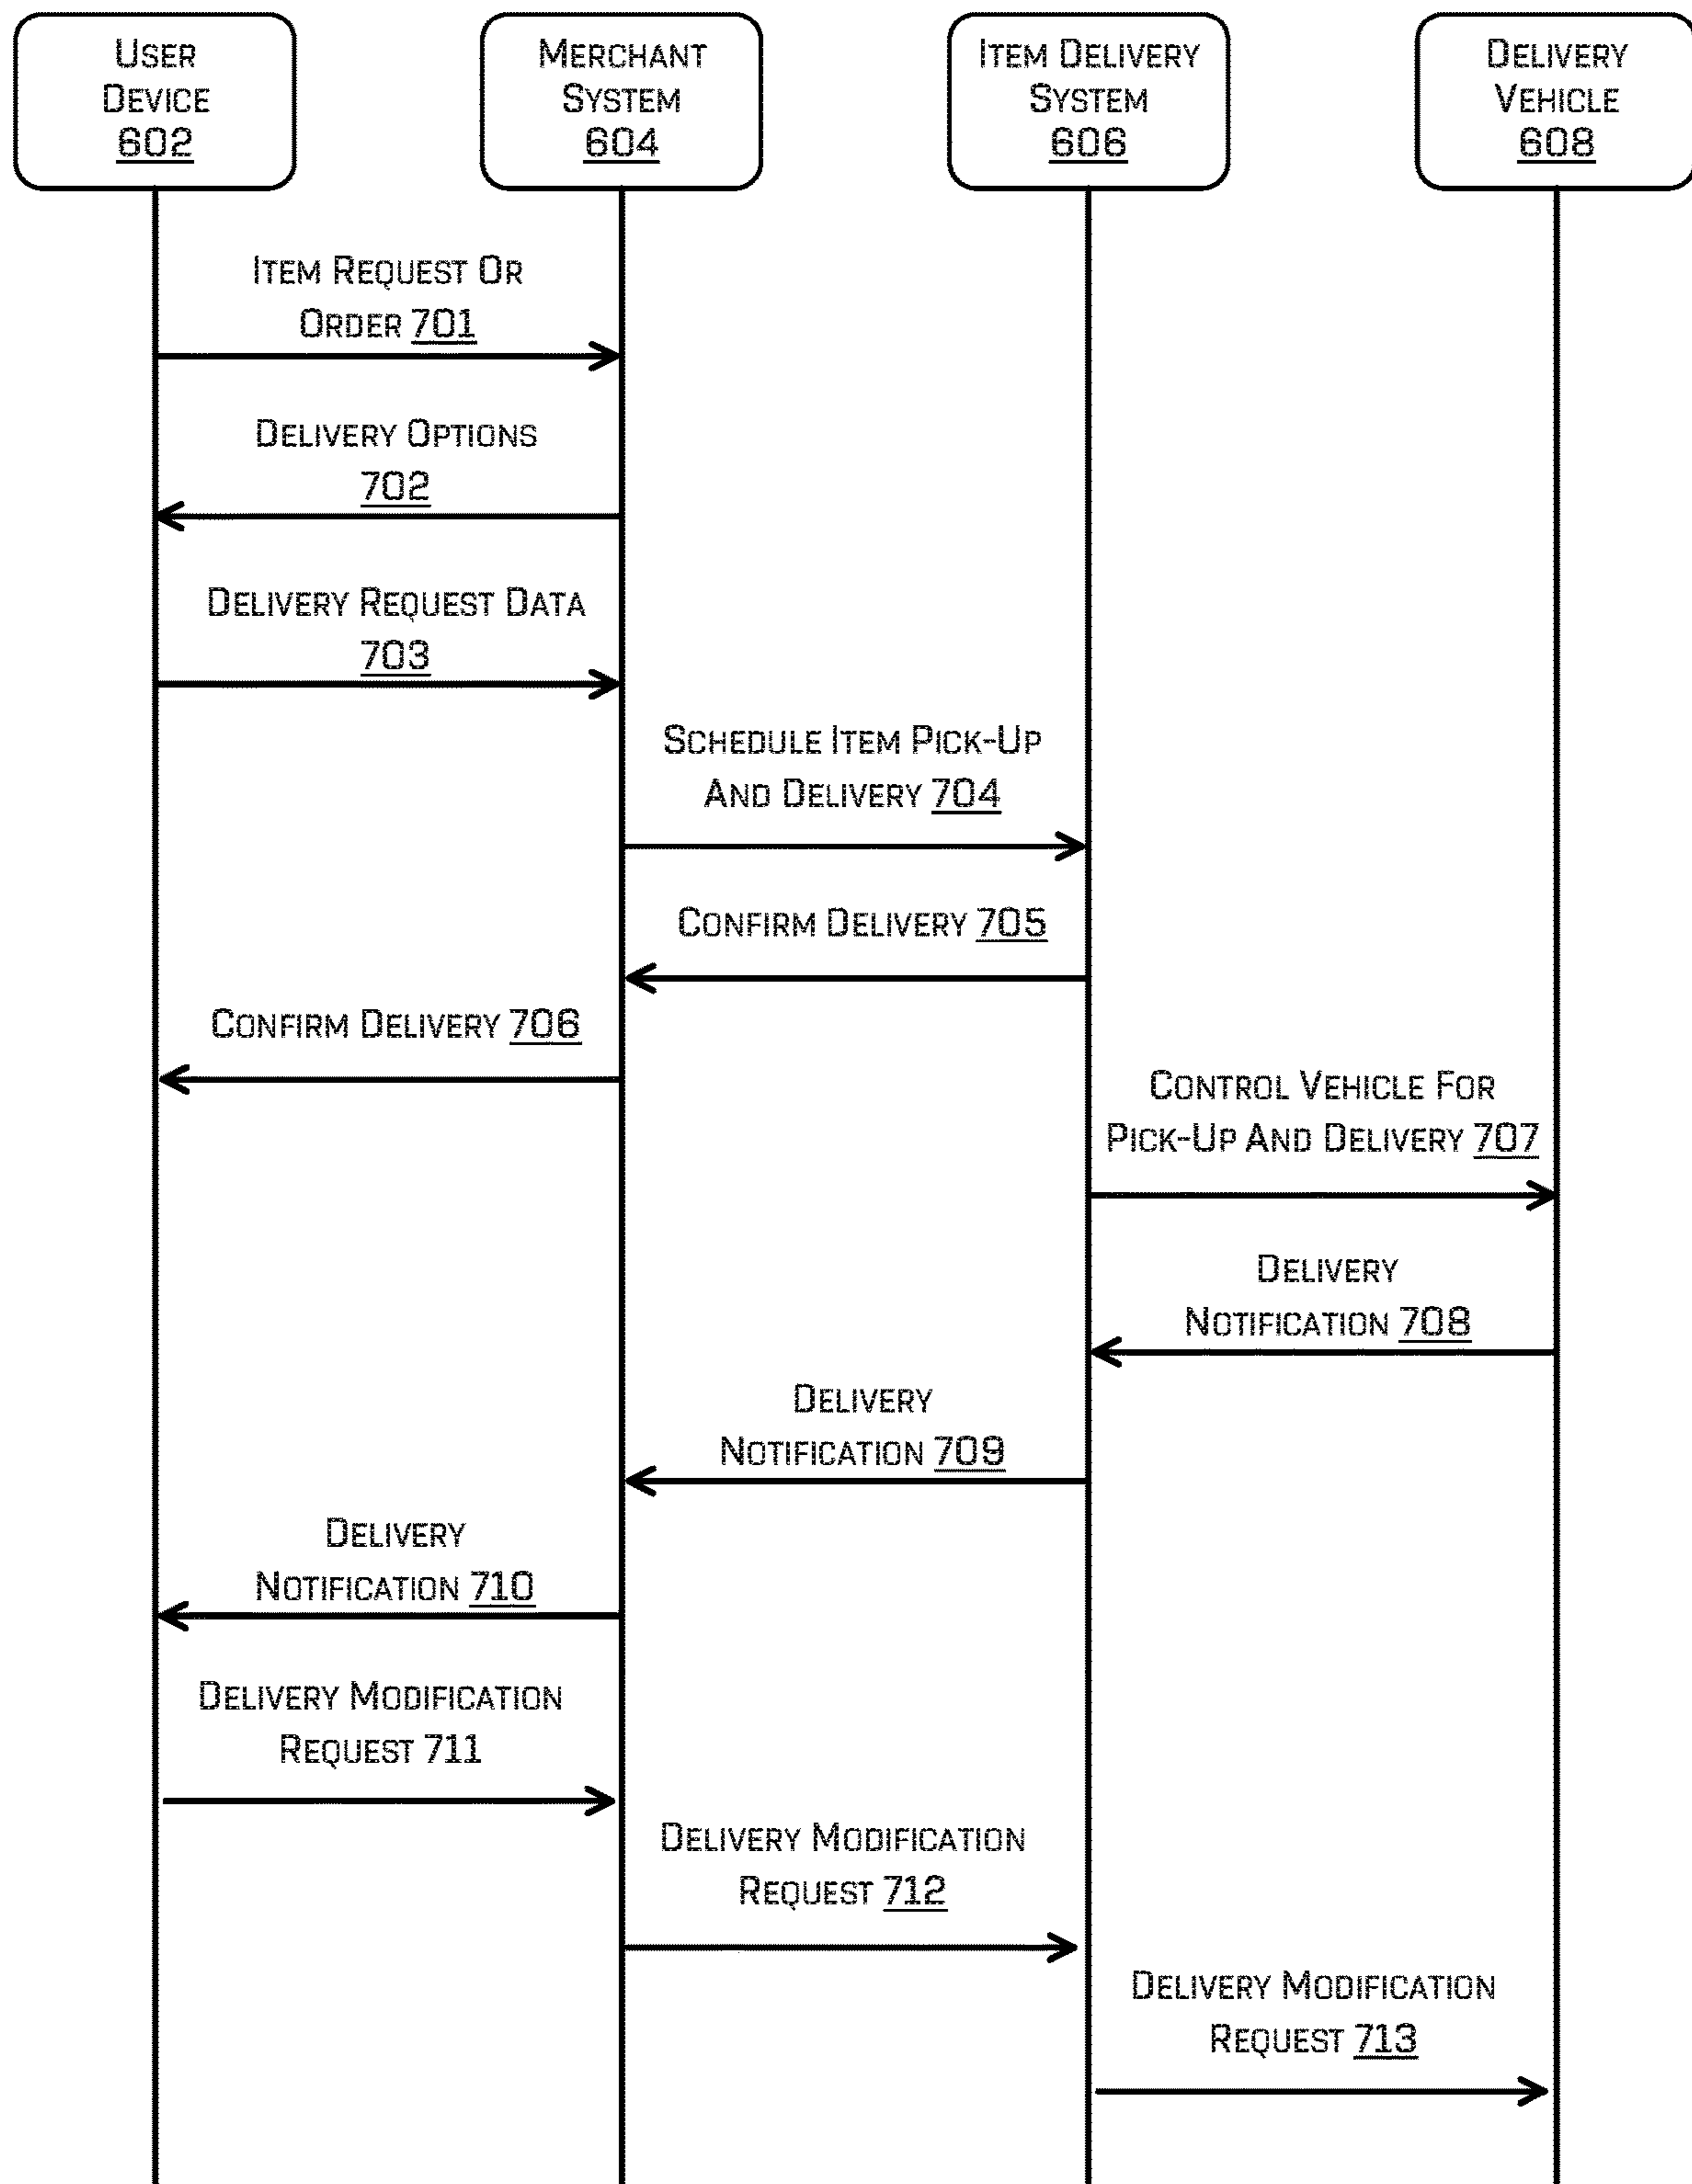 USER
DEVICE
602
MERCHANT
SYSTEM
604
ITEM DELIVERY
SYSTEM
606
DELIVERY
VEHICLE
608
ITEM REQUEST OR
ORDER 701
DELIVERY OPTIONS
702
DELIVERY REQUEST DATA
703
SCHEDULE ITEM PICK-UP
AND DELIVERY 704
CONFIRM DELIVERY 705
CONFIRM DELIVERY 706
CONTROL VEHICLE FOR
PICK-UP AND DELIVERY 707
DELIVERY
NOTIFICATION 708
DELIVERY
NOTIFICATION 709
DELIVERY
NOTIFICATION 710
DELIVERY MODIFICATION
REQUEST 711
DELIVERY MODIFICATION
REQUEST 712
DELIVERY MODIFICATION
REQUEST 713